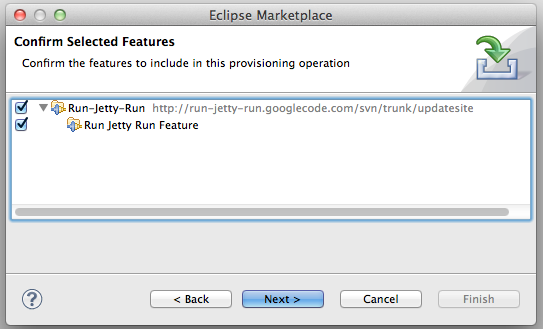 Eclipse Marketplace
Confirm Selected Features
Confirm the features to include in this provisioning operation
Run-Jetty-Run http://run-jetty-run.googlecode.com/svn/trunk/updatesite
Run Jetty Run Feature
?
< Back
Next >
Cancel
Finish